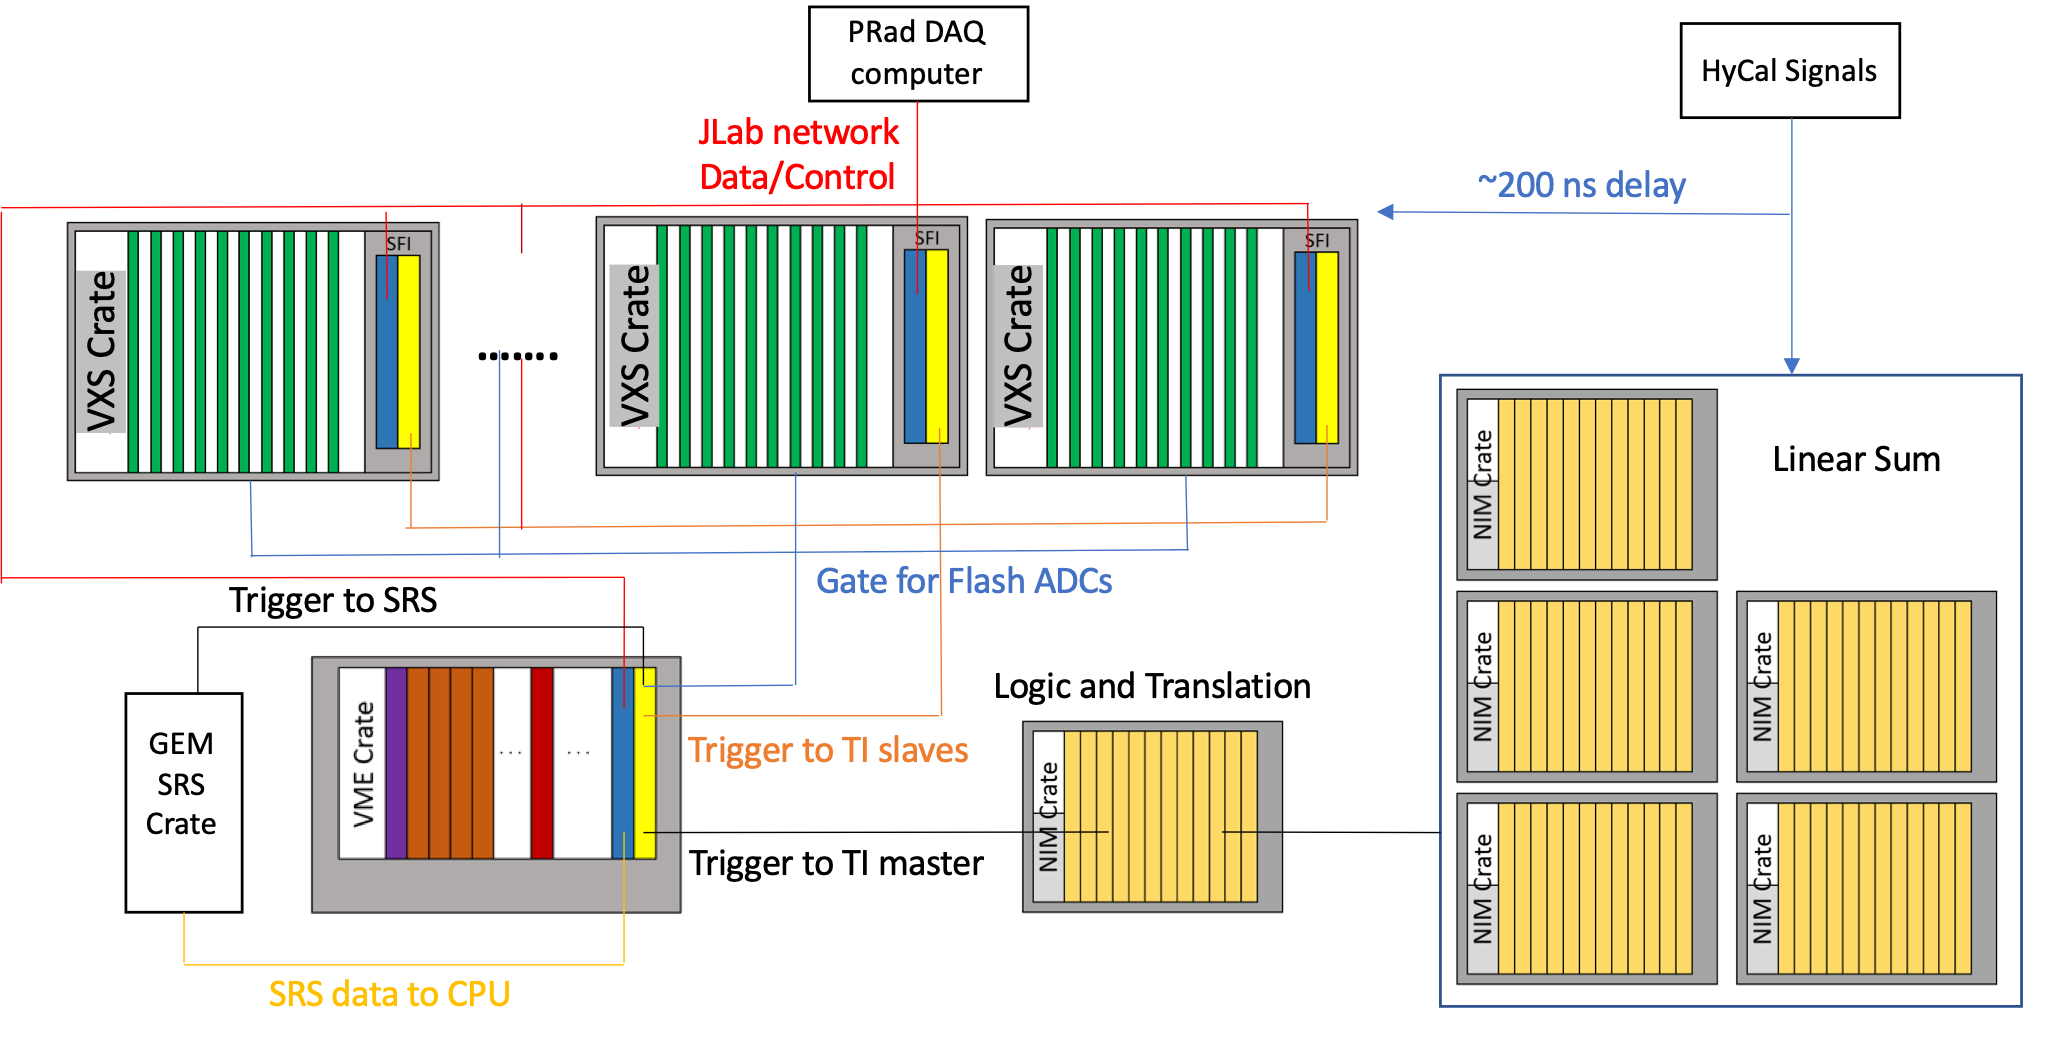 PRad DAQ
computer
HyCal Signals
JLab network
Data/Control
~200 ns delay
SFI
SFI
SFI
VXS Crate
.......
VXS Crate
VXS Crate
NIM Crate
Linear Sum
Gate for Flash ADCs
Trigger to SRS
NIM Crate
NIM Crate
Logic and Translation
GEM
SRS
Crate
VME Crate
...
...
Trigger to TI slaves
NIM Crate
Trigger to TI master
NIM Crate
NIM Crate
SRS data to CPU